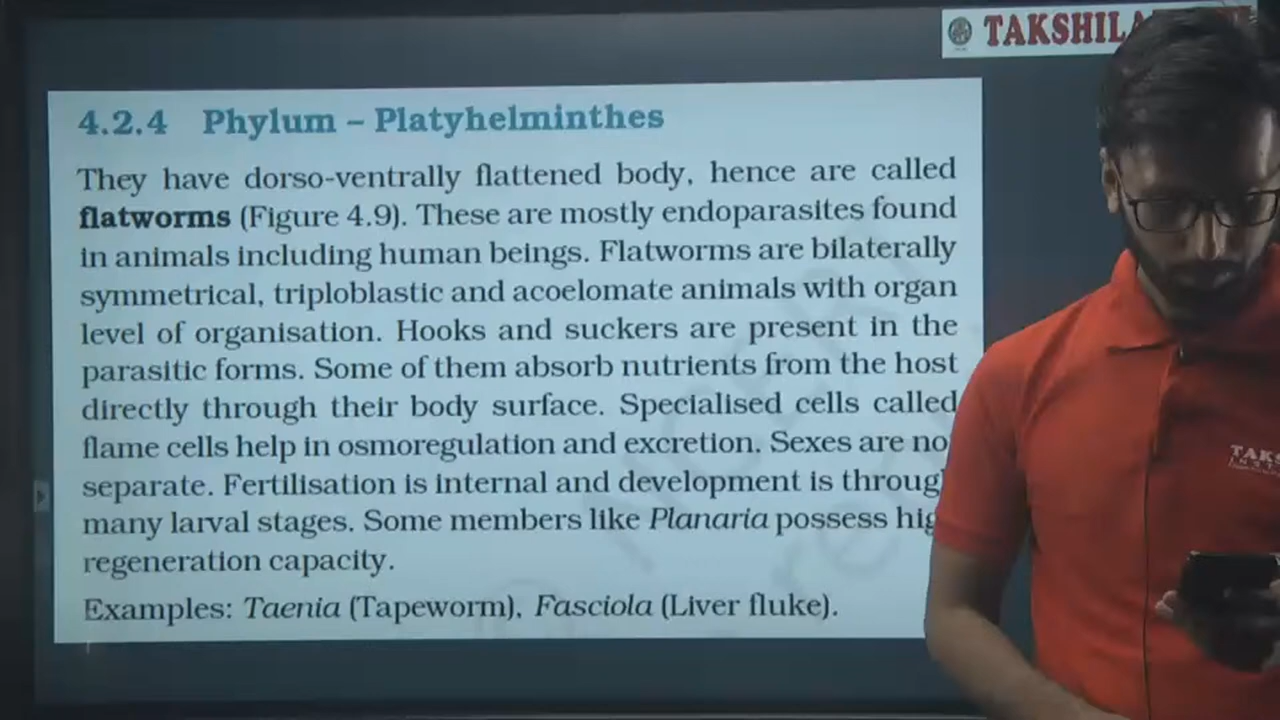 TAKSHILA
4.2.4 Phylum – Platyhelminthes
They have dorso-ventrally flattened body, hence are called
flatworms (Figure 4.9). These are mostly endoparasites found
in animals including human beings. Flatworms are bilaterally
symmetrical, triploblastic and acoelomate animals with organ
level of organisation. Hooks and suckers are present in the
parasitic forms. Some of them absorb nutrients from the host
directly through their body surface. Specialised cells called
flame cells help in osmoregulation and excretion. Sexes are no
separate. Fertilisation is internal and development is throug
many larval stages. Some members like Planaria possess hig
regeneration capacity.
Examples: Taenia (Tapeworm), Fasciola (Liver fluke).
TAKS